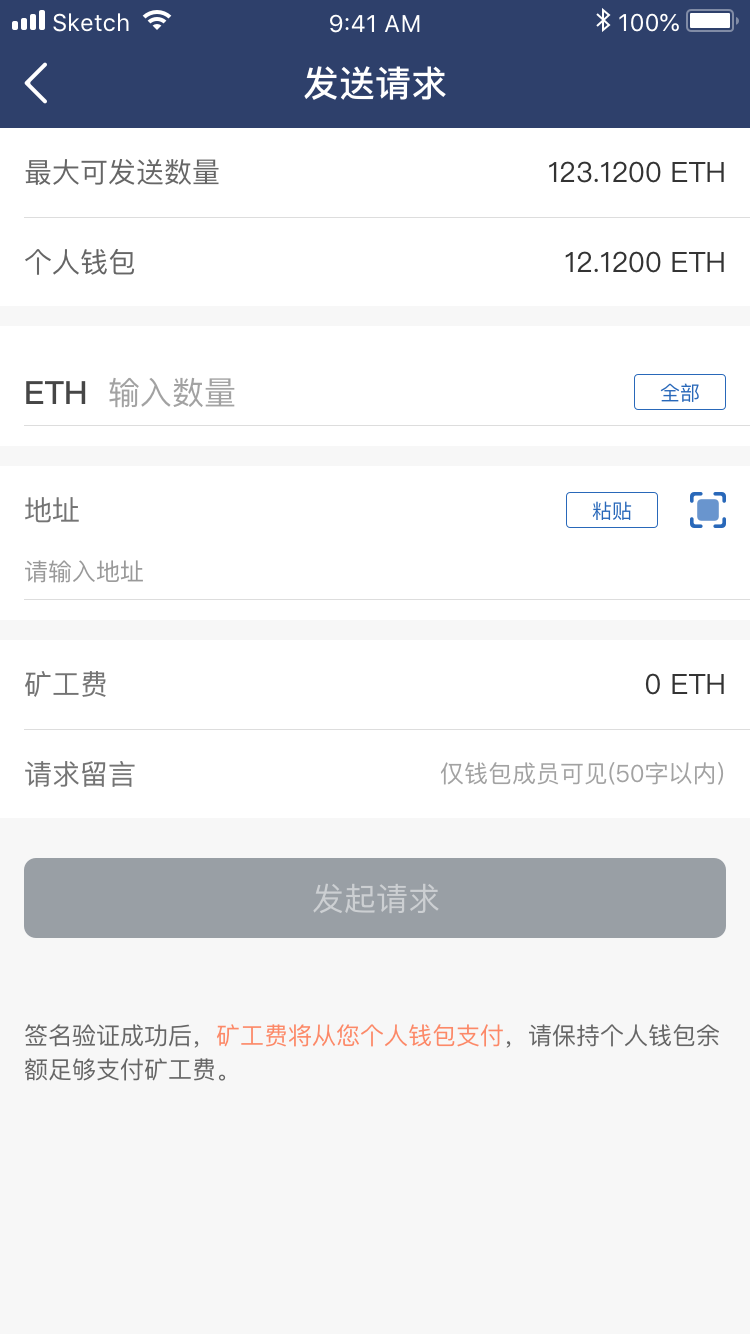 Sketch 9:41 AM 100%
发送请求
最大可发送数量 123.1200 ETH
个人钱包 12.1200 ETH
ETH 输入数量 全部
地址 粘贴
请输入地址
矿工费 0 ETH
请求留言 仅钱包成员可见(50字以内)
发起请求
签名验证成功后，矿工费将从您个人钱包支付，请保持个人钱包余
额足够支付矿工费。